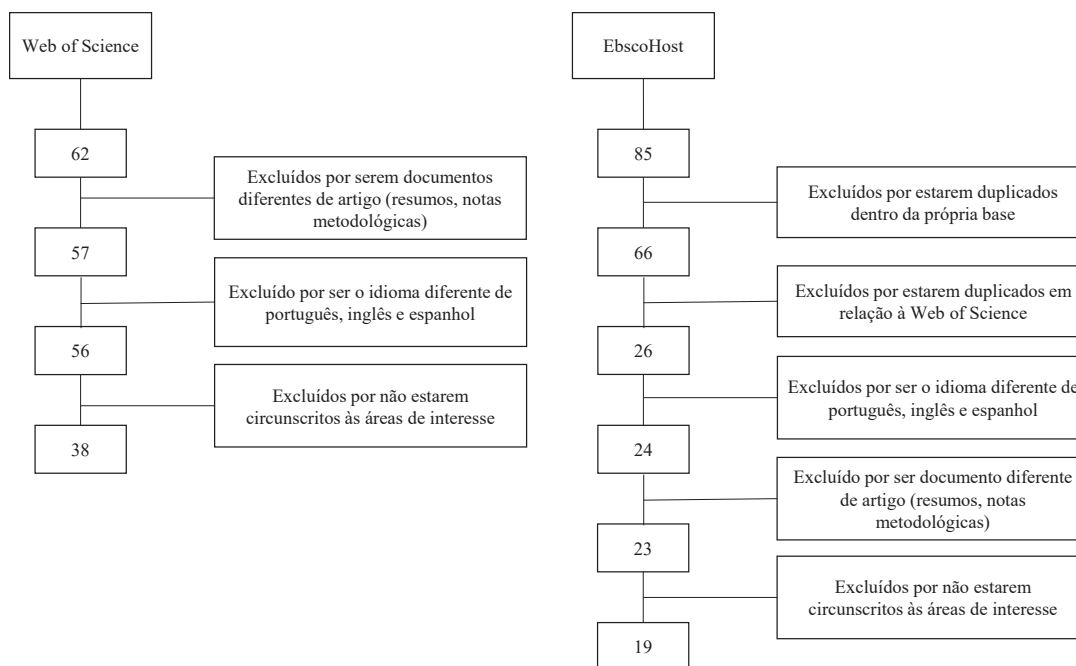 Web of Science
62
Excluídos por serem documentos
diferentes de artigo (resumos, notas
metodológicas)
57
Excluído por ser o idioma diferente de
português, inglês e espanhol
56
Excluídos por não estarem
circunscritos às áreas de interesse
38
EbscoHost
85
Excluídos por estarem duplicados
dentro da própria base
66
Excluídos por estarem duplicados em
relação à Web of Science
26
Excluídos por ser o idioma diferente de
português, inglês e espanhol
24
Excluído por ser documento diferente
de artigo (resumos, notas
metodológicas)
23
Excluídos por não estarem
circunscritos às áreas de interesse
19